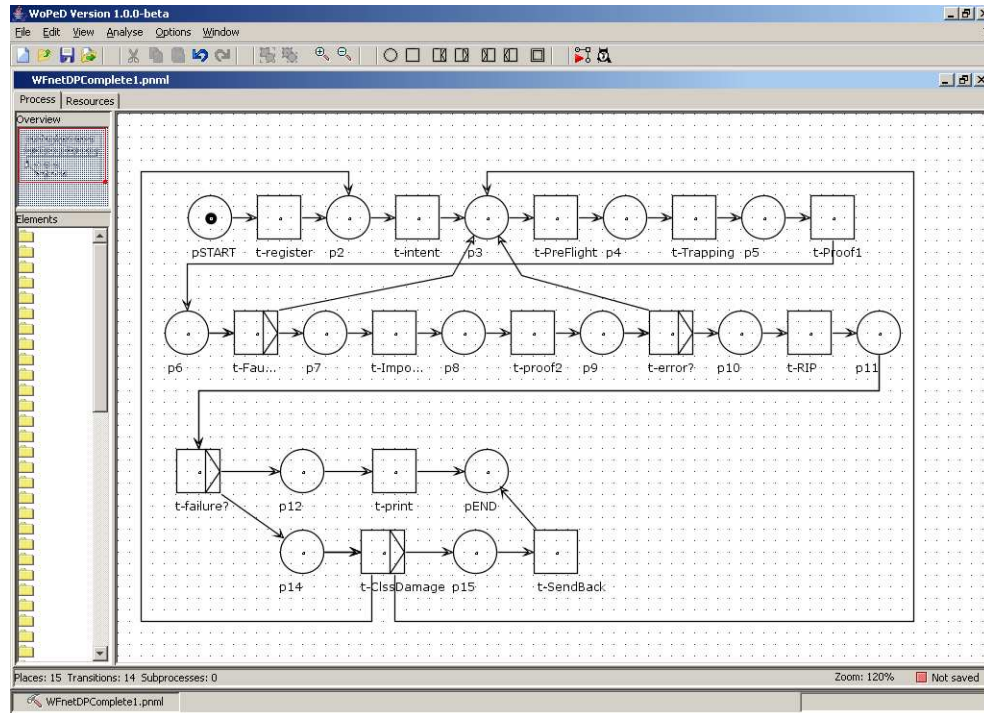 WoPeD Version 1.0.0-beta
File Edit View Analyse Options Window
WFnetDPComplete1.pnml
Process Resources
Overview
Elements
pSTART t-register p2 t-intent p3 t-PreFlight p4 t-Trapping p5 t-Proof1
p6 t-Fau... p7 t-Impo... p8 t-proof2 p9 t-error? p10 t-RIP p11
t-failure? p12 t-print pEND
p14 t-ClssDamage p15 t-SendBack
Places: 15 Transitions: 14 Subprocesses: 0 Zoom: 120% Not saved
WFnetDPComplete1.pnml